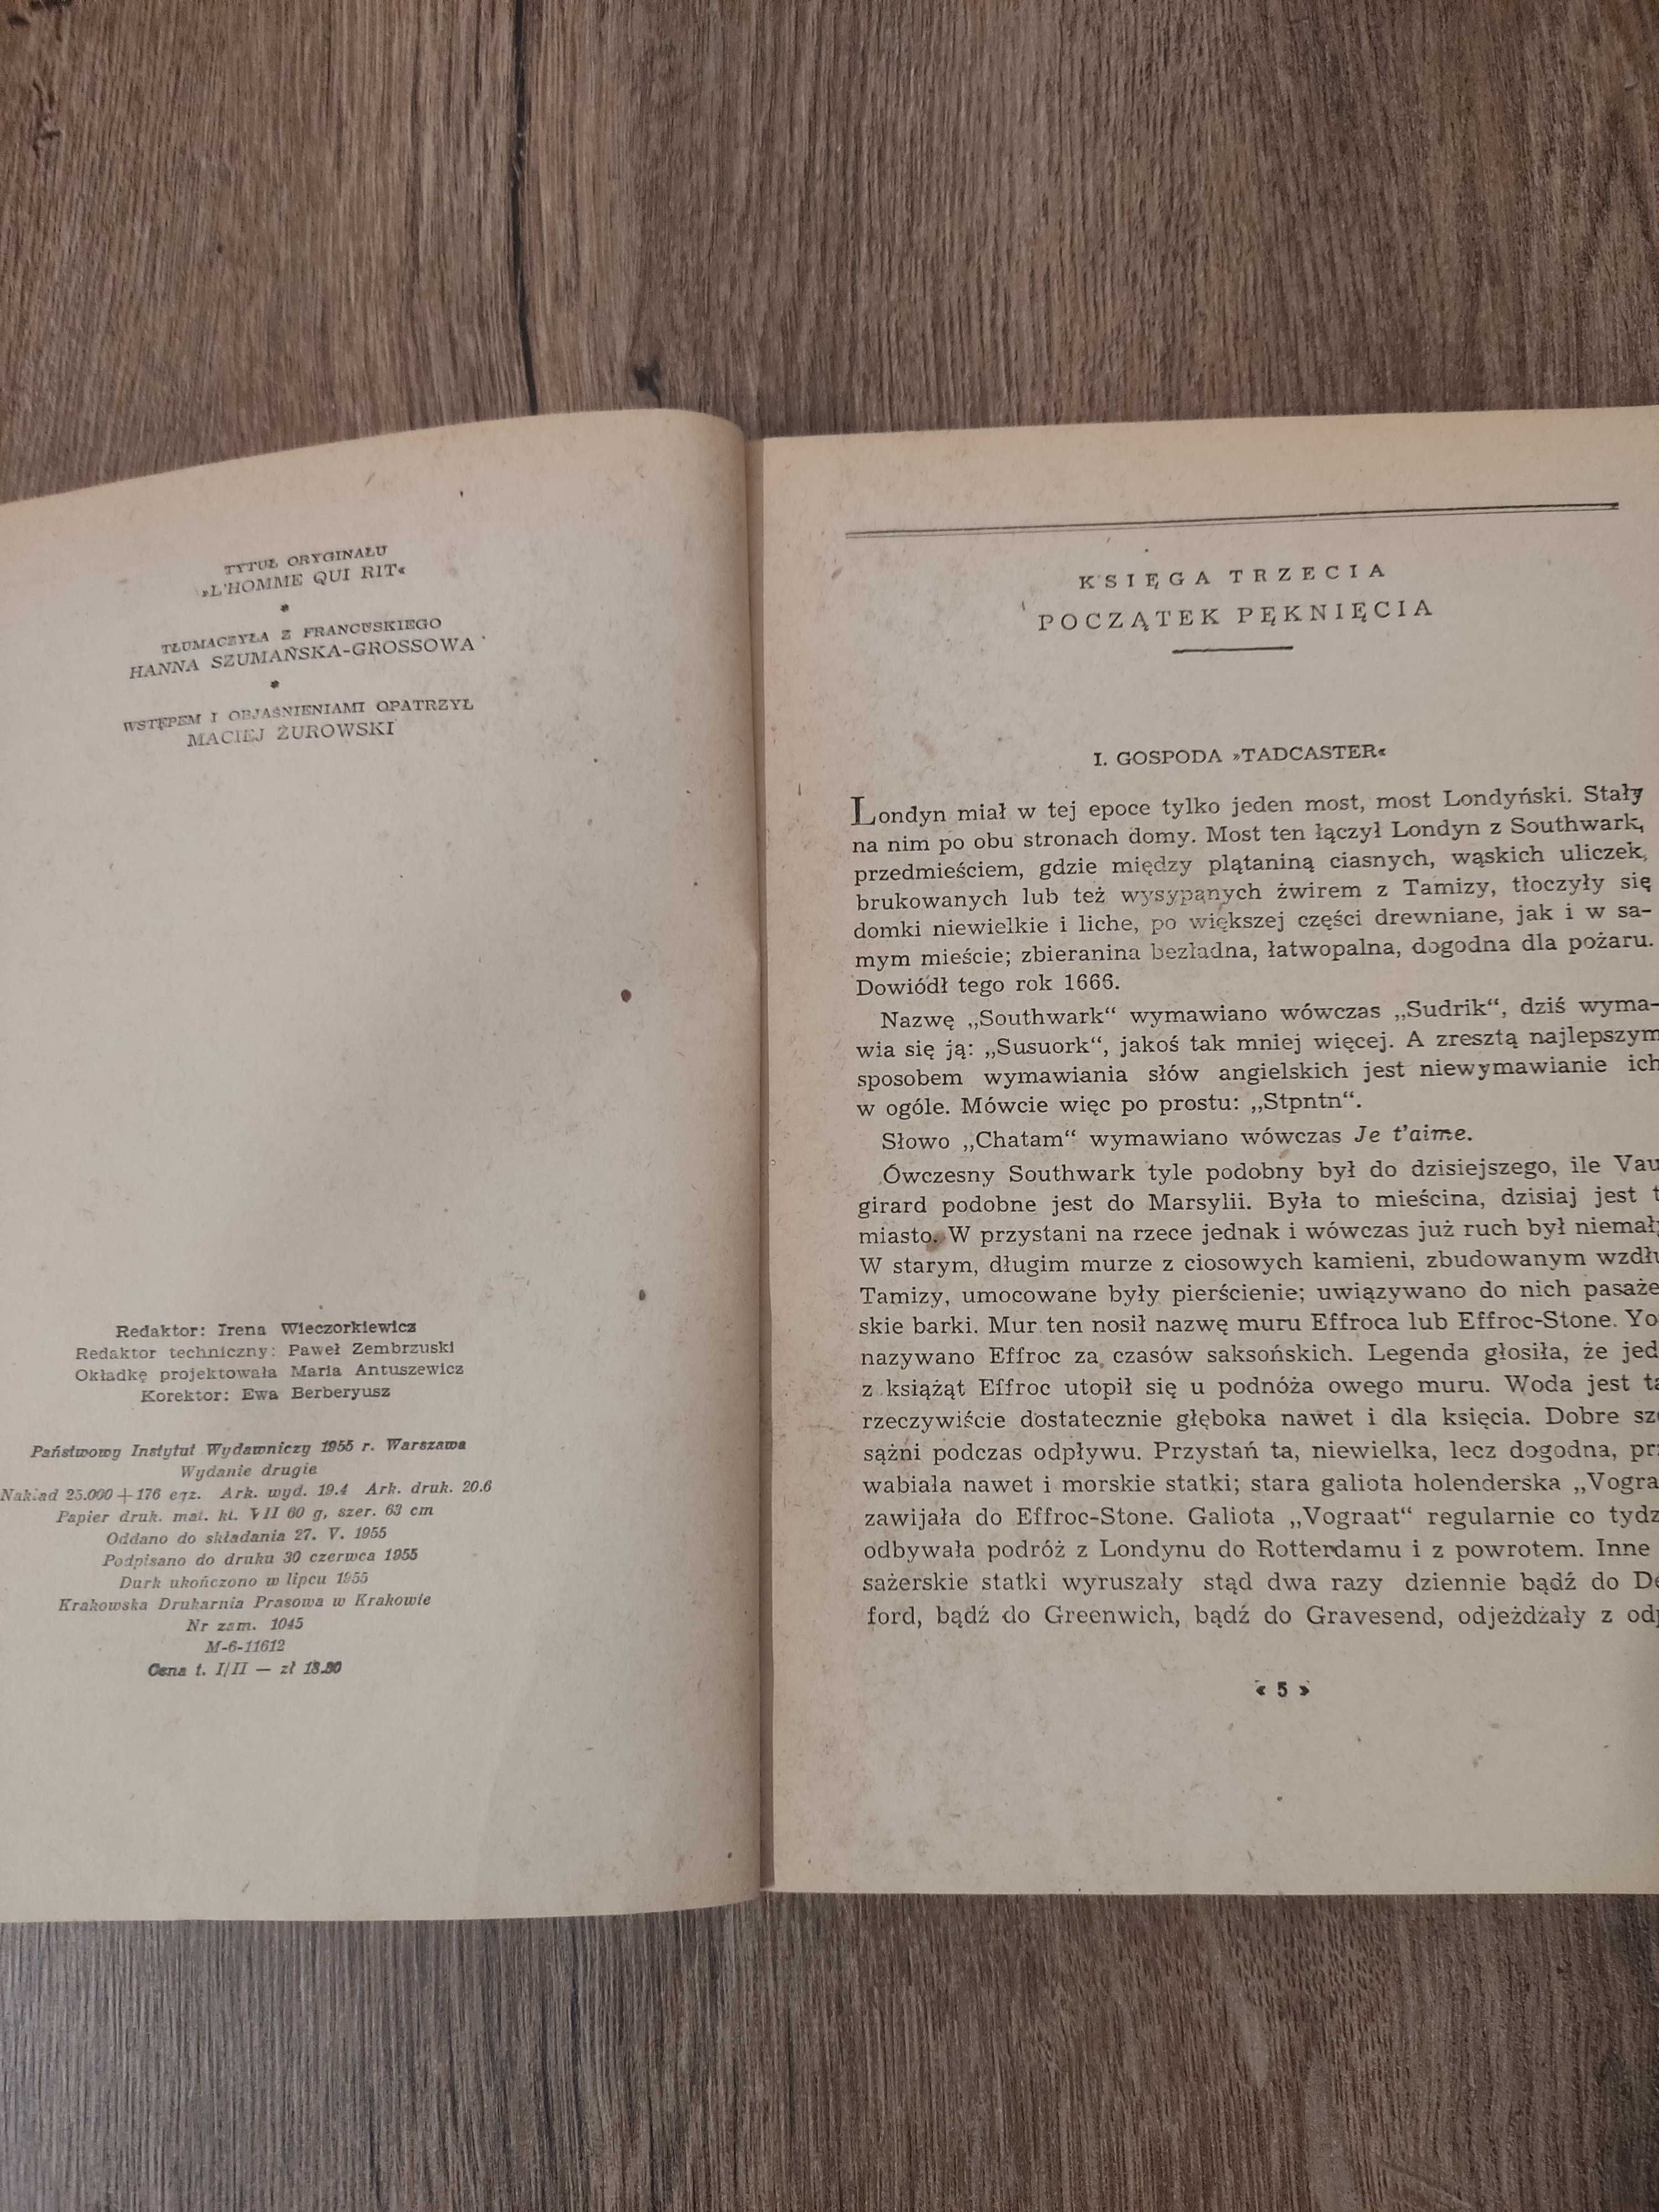 TYTUŁ ORYGINAŁU
»L'HOMME QUI RIT«
*
TŁUMACZYŁA Z FRANCUSKIEGO
HANNA SZUMAŃSKA-GROSSOWA
*
WSTĘPEM I OBJAŚNIENIAMI OPATRZYŁ
MACIEJ ŻUROWSKI
Redaktor: Irena Wieczorkiewicz
Redaktor techniczny: Paweł Zembrzuski
Okładkę projektowała Maria Antuszewicz
Korektor: Ewa Berberyusz
Państwowy Instytut Wydawniczy 1955 r. Warszawa
Wydanie drugie
Nakład 25.000+176 egz. Ark. wyd. 19.4 Ark. druk. 20.6
Papier druk. mat. kl. VII 60 g, szer. 63 cm
Oddano do składania 27. V. 1955
Podpisano do druku 30 czerwca 1955
Durk ukończono w lipcu 1955
Krakowska Drukarnia Prasowa w Krakowie
Nr zam. 1045
M-6-11612
Cena t. I/II — zł
KSIĘGA TRZECIA
POCZĄTEK PĘKNIĘCIA
I. GOSPODA »TADCASTER«
Londyn miał w tej epoce tylko jeden most, most Londyński. Stały
na nim po obu stronach domy. Most ten łączył Londyn z Southwark,
przedmieściem, gdzie między plątaniną ciasnych, wąskich uliczek,
brukowanych lub też wysypanych żwirem z Tamizy, tłoczyły się
domki niewielkie i liche, po większej części drewniane, jak i w sa-
mym mieście; zbieranina bezładna, łatwopalna, dogodna dla pożaru.
Dowiódł tego rok 1666.
Nazwę „Southwark“ wymawiano wówczas „Sudrik“, dziś wyma-
wia się ją: „Susuork“, jakoś tak mniej więcej. A zresztą najlepszym
sposobem wymawiania słów angielskich jest niewymawianie ich
w ogóle. Mówcie więc po prostu: „Stpntn“.
Słowo „Chatam“ wymawiano wówczas Je t'aime.
Ówczesny Southwark tyle podobny był do dzisiejszego, ile Vau
girard podobne jest do Marsylii. Była to mieścina, dzisiaj jest t
miasto. W przystani na rzece jednak i wówczas już ruch był niemały
W starym, długim murze z ciosowych kamieni, zbudowanym wzdłu
Tamizy, umocowane były pierścienie; uwiązywano do nich pasaże
skie barki. Mur ten nosił nazwę muru Effroca lub Effroc-Stone. Yo
nazywano Effroc za czasów saksońskich. Legenda głosiła, że jed
z książąt Effroc utopił się u podnóża owego muru. Woda jest ta
rzeczywiście dostatecznie głęboka nawet i dla księcia. Dobre sz
sążni podczas odpływu. Przystań ta, niewielka, lecz dogodna, prz
wabiała nawet i morskie statki; stara galiota holenderska „Vogra
zawijała do Effroc-Stone. Galiota „Vograat“ regularnie co tydz
odbywała podróż z Londynu do Rotterdamu i z powrotem. Inne
sażerskie statki wyruszały stąd dwa razy dziennie bądź do De
ford, bądź do Greenwich, bądź do Gravesend, odjeżdżały z odp
« 5 »